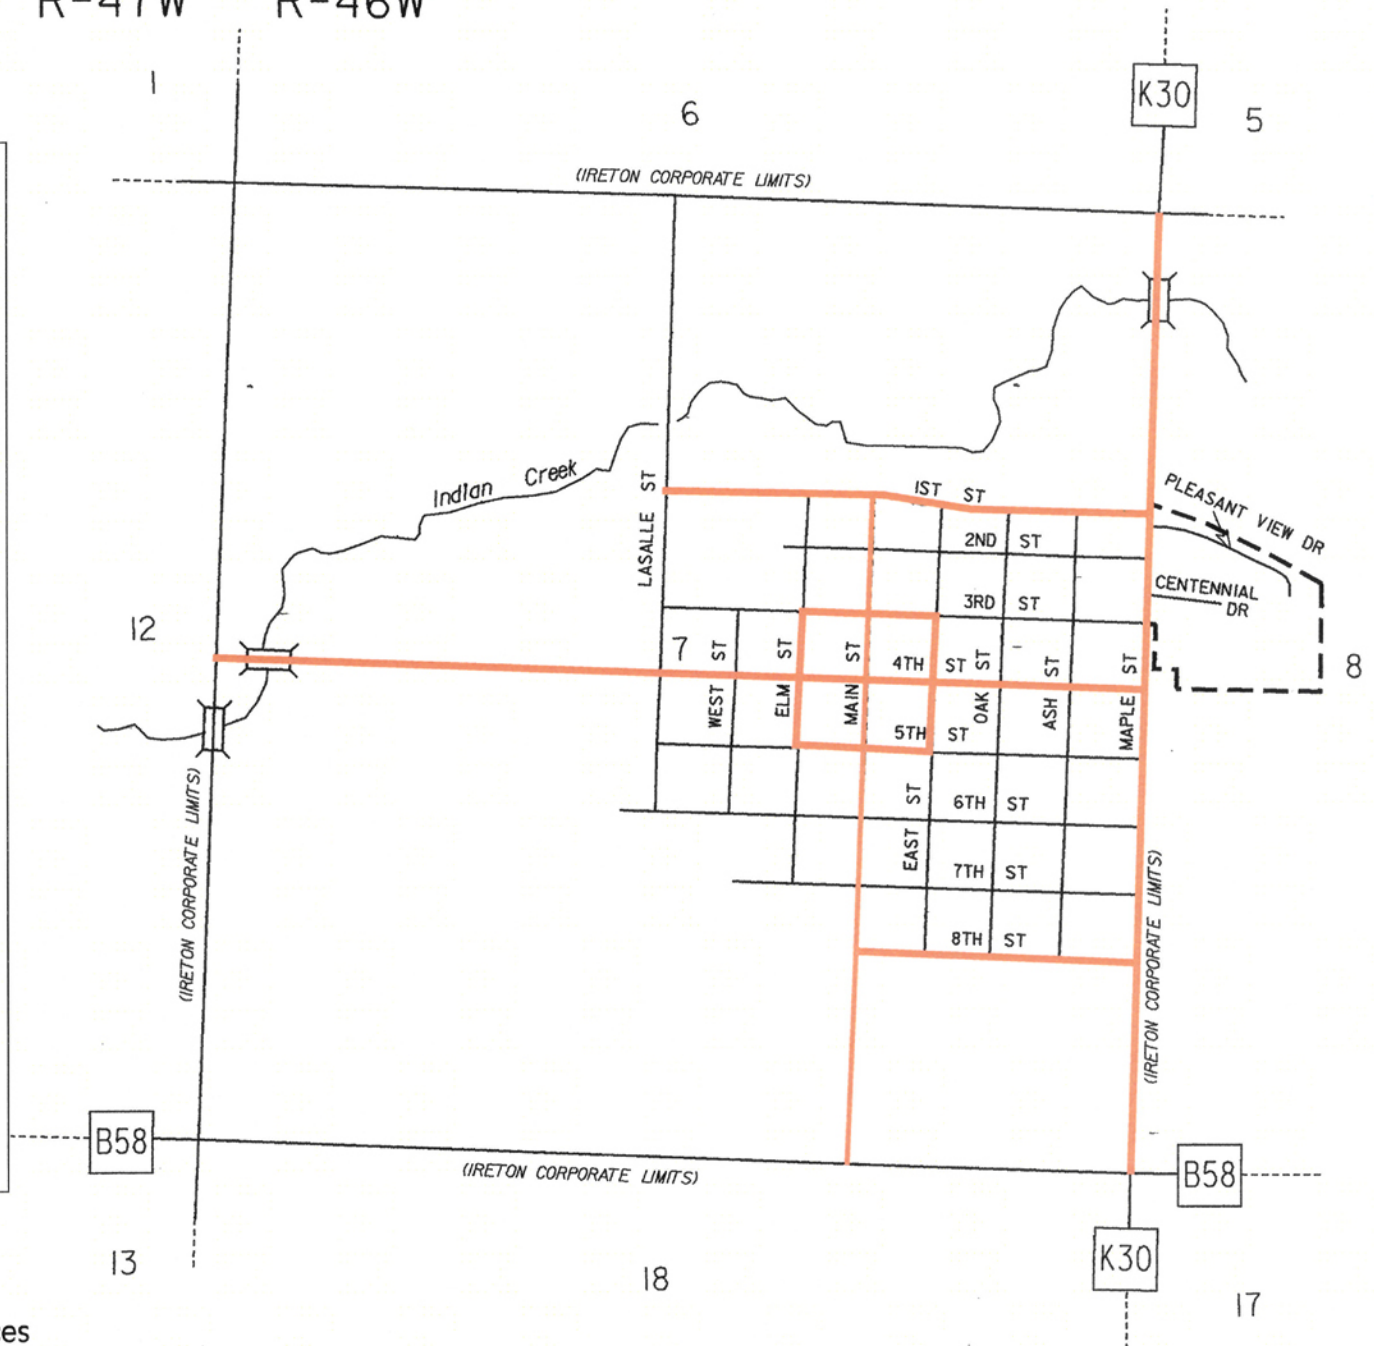 R-47W R-46W
1
6
K30
5
(IRETON CORPORATE LIMITS)
Indian Creek
LASALLE ST
1ST ST
PLEASANT VIEW DR
2ND ST
CENTENNIAL
DR
3RD ST
12
7
WEST ST
ELM ST
MAIN ST
4TH ST
OAK ST
ASH ST
MAPLE ST
8
5TH ST
EAST ST
6TH ST
7TH ST
8TH ST
(IRETON CORPORATE LIMITS)
(IRETON CORPORATE LIMITS)
B58
(IRETON CORPORATE LIMITS)
B58
K30
13
18
17